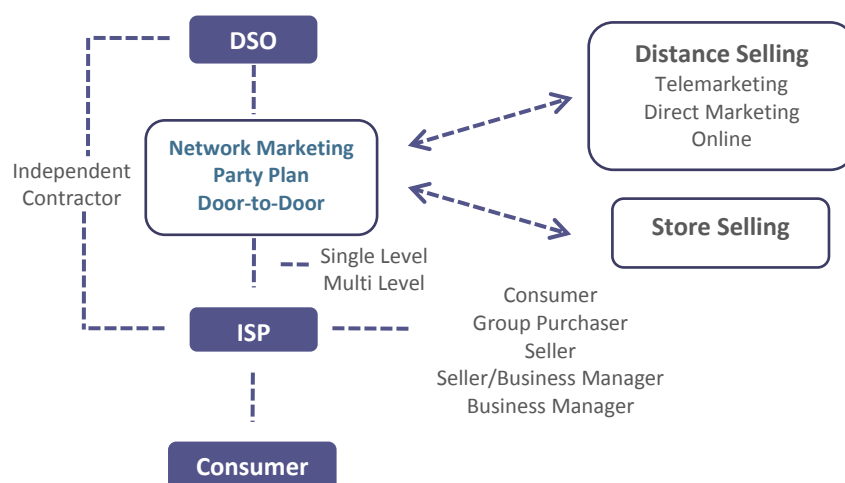 DSO
Distance Selling
Telemarketing
Direct Marketing
Online
Network Marketing
Party Plan
Door-to-Door
Independent
Contractor
Store Selling
Single Level
Multi Level
Consumer
Group Purchaser
Seller
Seller/Business Manager
Business Manager
ISP
Consumer